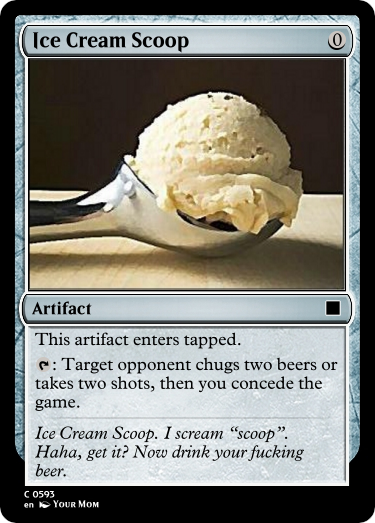 Ice Cream Scoop 0
Artifact
This artifact enters tapped.
: Target opponent chugs two beers or
takes two shots, then you concede the
game.
Ice Cream Scoop. I scream “scoop”.
Haha, get it? Now drink your fucking
beer.
C 0593
en Your Mom